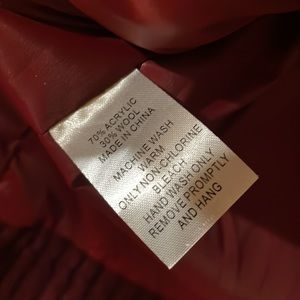 70% ACRYLIC
30% WOOL
MADE IN CHINA
MACHINE WASH
WARM
ONLY NON-CHLORINE
BLEACH
HAND WASH ONLY
REMOVE PROMPTLY
AND HANG